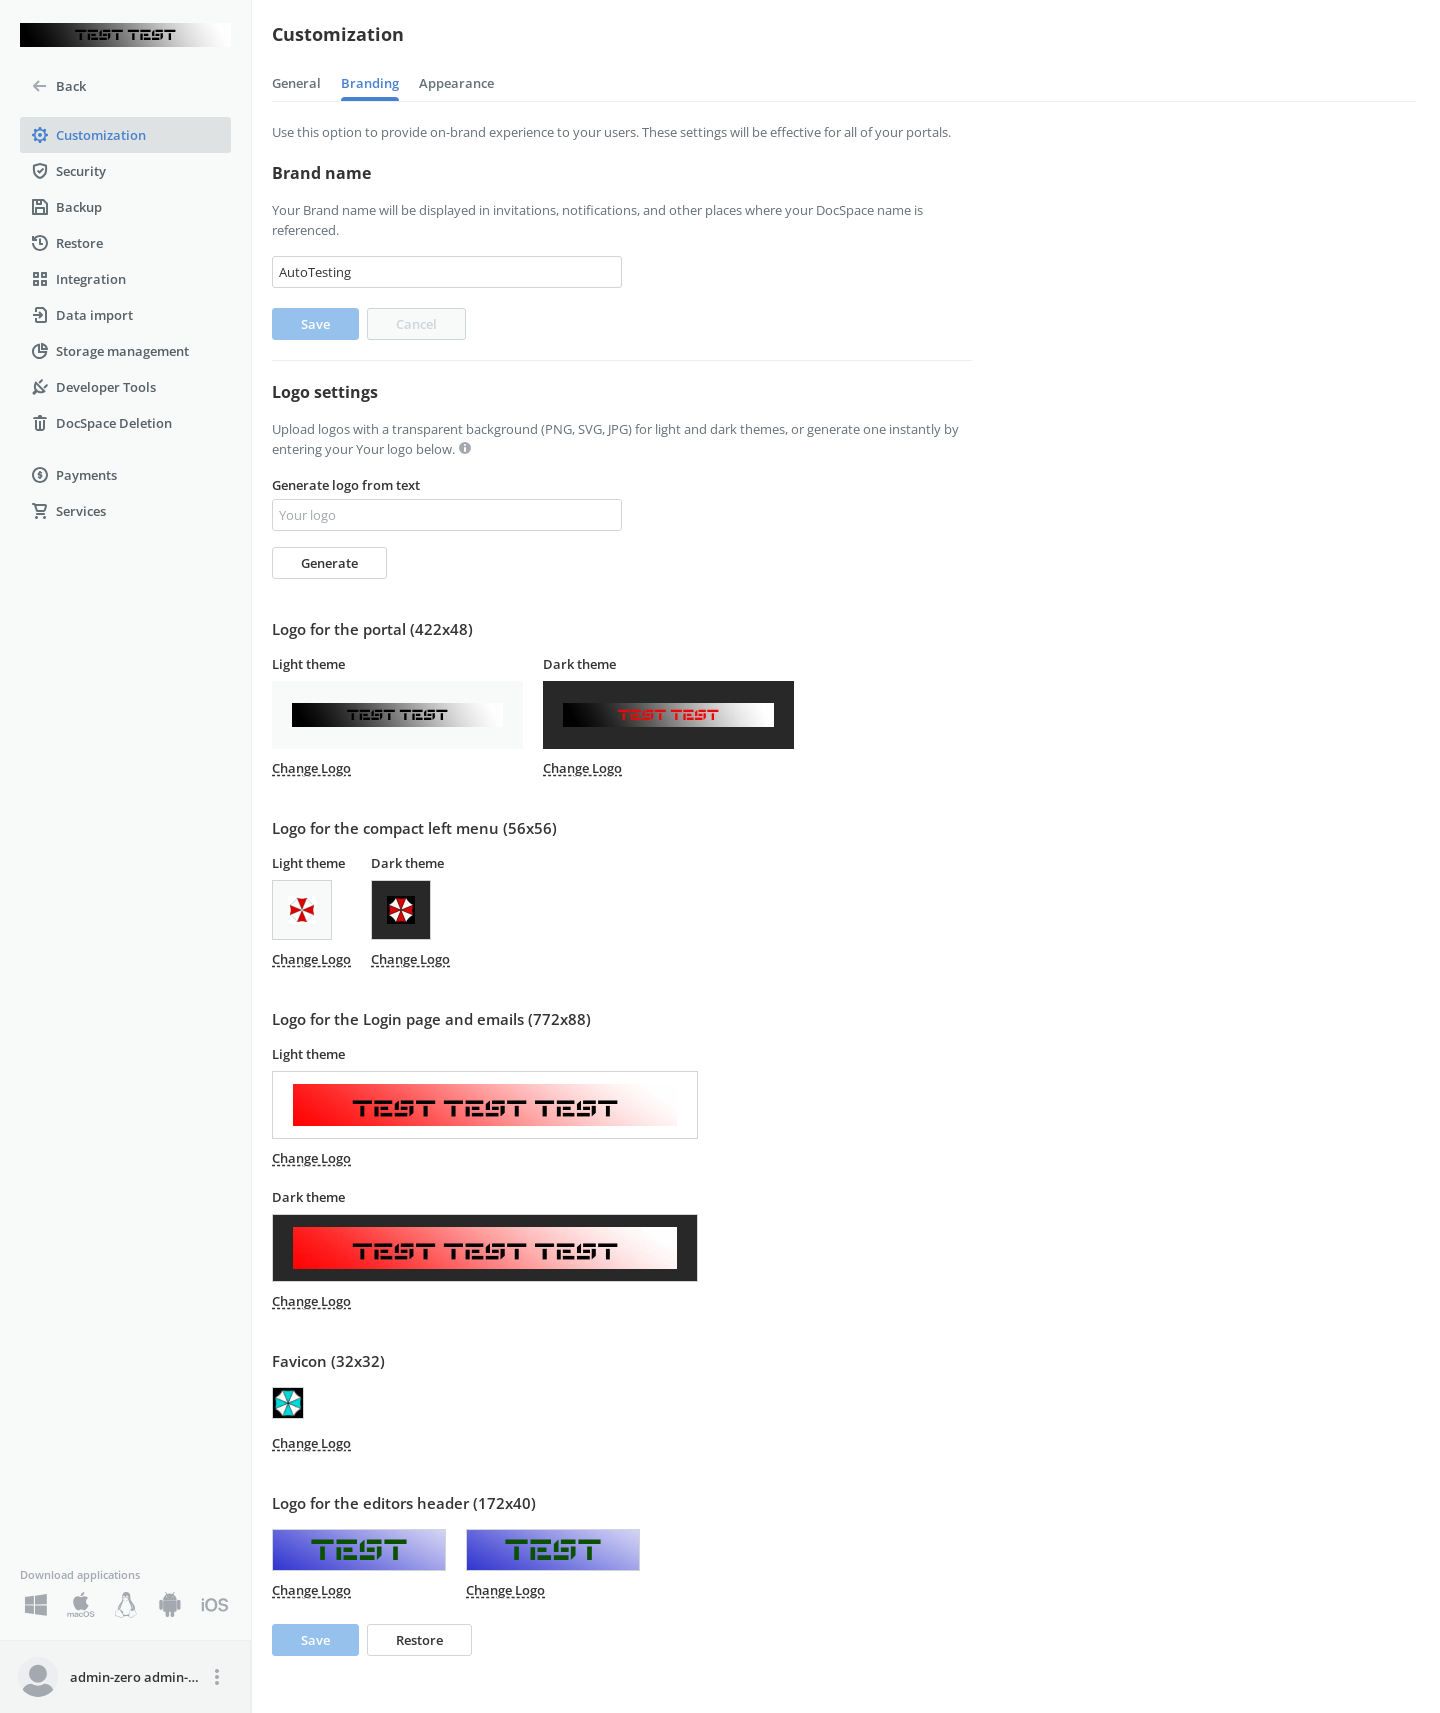 TEST TEST
Back
Customization
Security
Backup
Restore
Integration
Data import
Storage management
Developer Tools
DocSpace Deletion
Payments
Services
Download applications
macOS
iOS
admin-zero admin-...
Customization
General Branding Appearance
Use this option to provide on-brand experience to your users. These settings will be effective for all of your portals.
Brand name
Your Brand name will be displayed in invitations, notifications, and other places where your DocSpace name is
referenced.
AutoTesting
Save Cancel
Logo settings
Upload logos with a transparent background (PNG, SVG, JPG) for light and dark themes, or generate one instantly by
entering your Your logo below.
Generate logo from text
Your logo
Generate
Logo for the portal (422x48)
Light theme Dark theme
TEST TEST TEST TEST
Change Logo Change Logo
Logo for the compact left menu (56x56)
Light theme Dark theme
Change Logo Change Logo
Logo for the Login page and emails (772x88)
Light theme
TEST TEST TEST
Change Logo
Dark theme
TEST TEST TEST
Change Logo
Favicon (32x32)
Change Logo
Logo for the editors header (172x40)
TEST TEST
Change Logo Change Logo
Save Restore